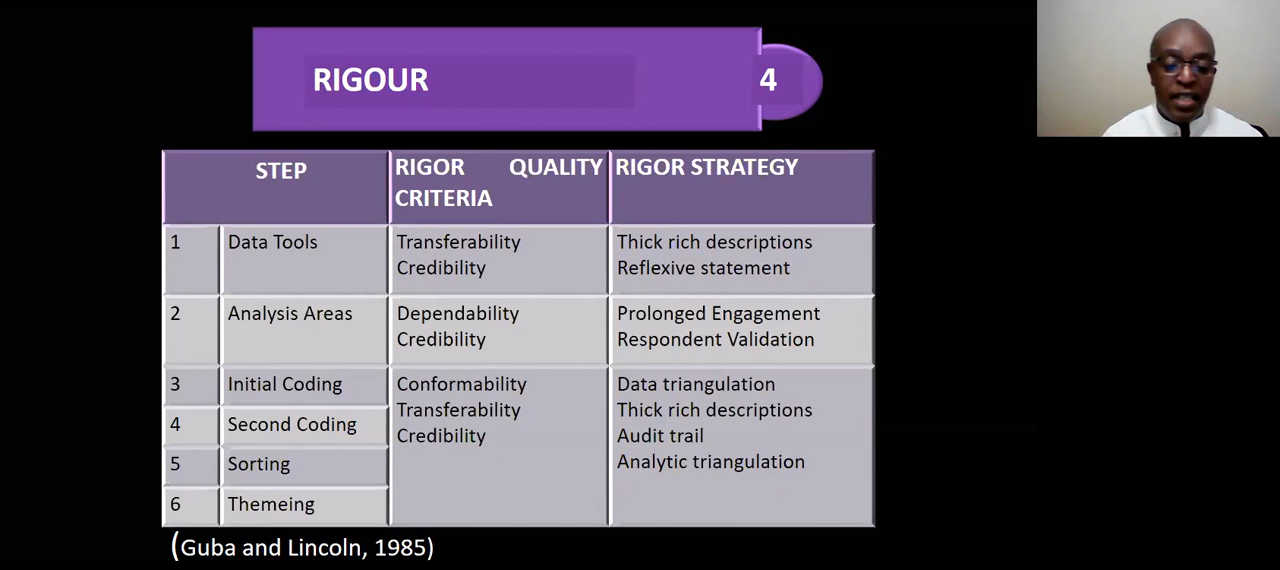 RIGOUR 4
STEP
RIGOR QUALITY
CRITERIA
RIGOR STRATEGY
1 Data Tools
Transferability
Credibility
Thick rich descriptions
Reflexive statement
2 Analysis Areas
Dependability
Credibility
Prolonged Engagement
Respondent Validation
3 Initial Coding
4 Second Coding
5 Sorting
6 Themeing
Conformability
Transferability
Credibility
Data triangulation
Thick rich descriptions
Audit trail
Analytic triangulation
(Guba and Lincoln, 1985)